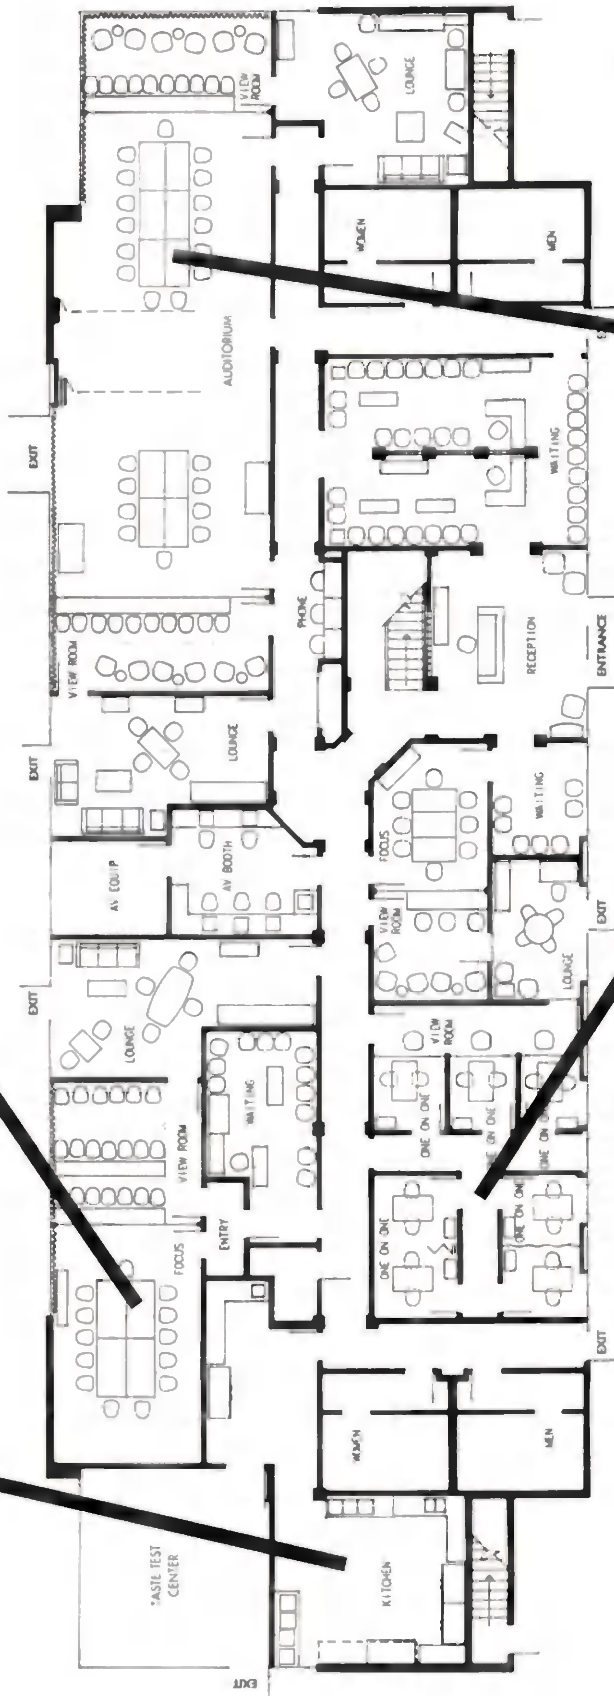 VIEW ROOM
LOUNGE
WOMEN
MEN
AUDITORIUM
EXIT
WAITING
PHONE
VIEW ROOM
RECEPTION
ENTRANCE
EXIT
LOUNGE
FOCUS
WAITING
AV EQUIP
AV BOOTH
VIEW ROOM
EXIT
EXIT
LOUNGE
LOUNGE
VIEW ROOM
WAITING
ONE ON ONE
ONE ON ONE
ONE ON ONE
VIEW ROOM
ENTRY
FOCUS
ONE ON ONE
ONE ON ONE
EXIT
WOMEN
MEN
TASTE TEST
CENTER
KITCHEN
EXIT